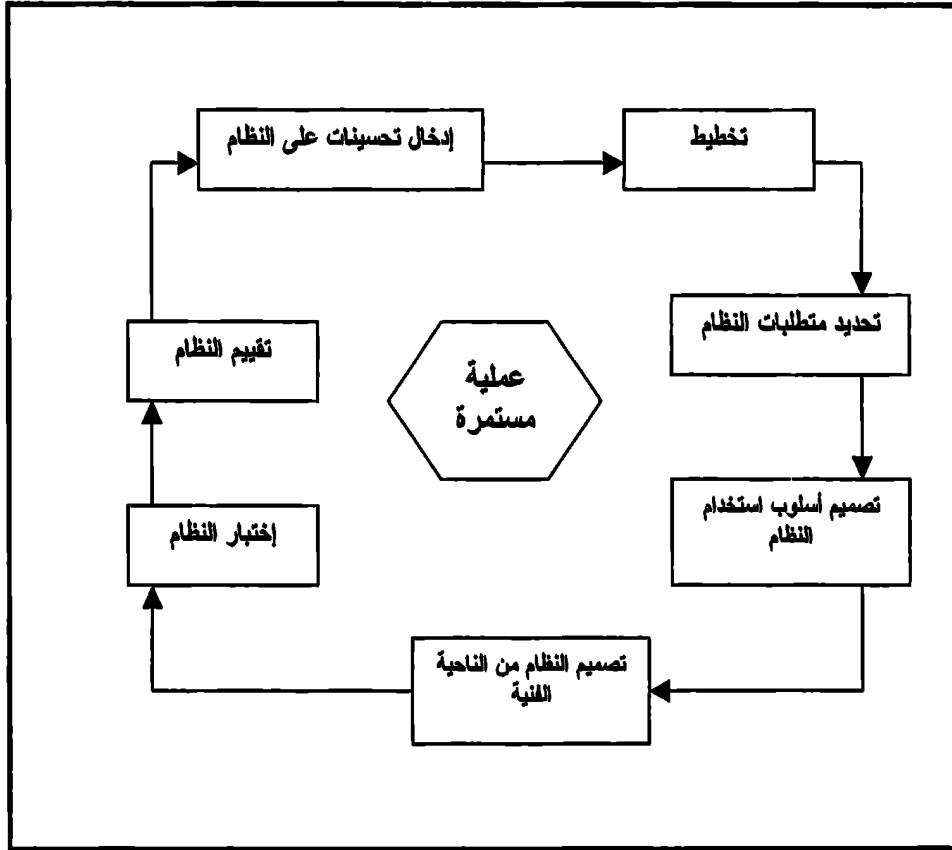 إدخال تحسينات على النظام
تخطيط
تحديد متطلبات النظام
تقييم النظام
عملية
مستمرة
تصميم أسلوب استخدام
النظام
إختبار النظام
تصميم النظام من الناحية
الفنية